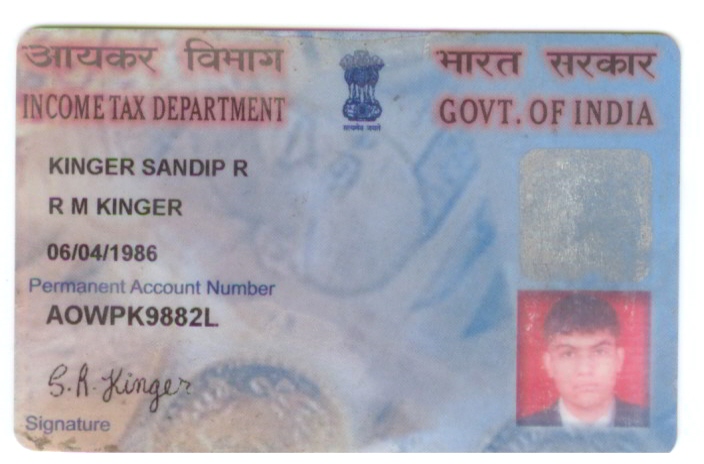 आयकर विभाग
भारत सरकार
INCOME TAX DEPARTMENT
GOVT. OF INDIA
सत्यमेव जयते
KINGER SANDIP R
R M KINGER
06/04/1986
Permanent Account Number
AOWPK9882L
S.R. Kinger
Signature